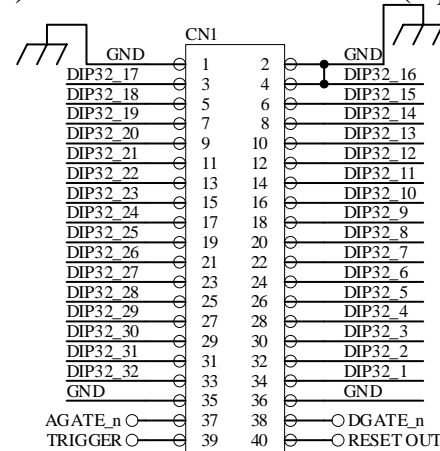 CN1
GND 1 2 GND
DIP32_17 3 4 DIP32_16
DIP32_18 5 6 DIP32_15
DIP32_19 7 8 DIP32_14
DIP32_20 9 10 DIP32_13
DIP32_21 11 12 DIP32_12
DIP32_22 13 14 DIP32_11
DIP32_23 15 16 DIP32_10
DIP32_24 17 18 DIP32_9
DIP32_25 19 20 DIP32_8
DIP32_26 21 22 DIP32_7
DIP32_27 23 24 DIP32_6
DIP32_28 25 26 DIP32_5
DIP32_29 27 28 DIP32_4
DIP32_30 29 30 DIP32_3
DIP32_31 31 32 DIP32_2
DIP32_32 33 34 DIP32_1
GND 35 36 GND
AGATE_n 37 38 DGATE_n
TRIGGER 39 40 RESET OUT